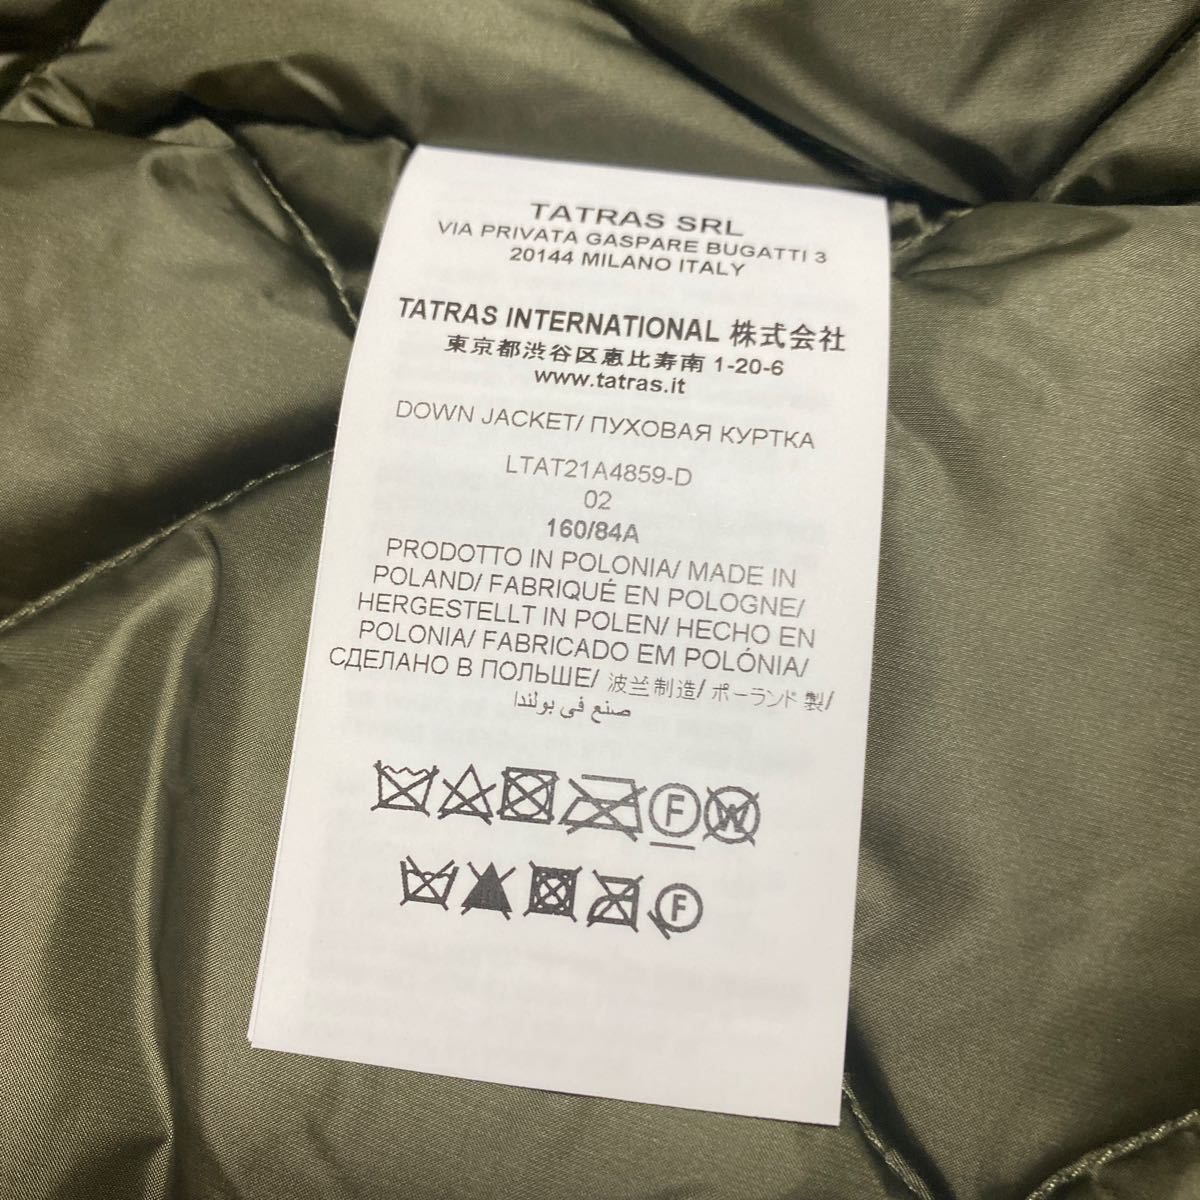 TATRAS SRL
VIA PRIVATA GASPARE BUGATTI 3
20144 MILANO ITALY
TATRAS INTERNATIONAL 株式会社
東京都渋谷区恵比寿南 1-20-6
www.tatras.it
DOWN JACKET/ ПУХОВАЯ КУРТКА
LTAT21A4859-D
02
160/84A
PRODOTTO IN POLONIA/ MADE IN
POLAND/ FABRIQUÉ EN POLOGNE/
HERGESTELLT IN POLEN/ HECHO EN
POLONIA/ FABRICADO EM POLÓNIA/
СДЕЛАНО В ПОЛЬШЕ/ 波兰制造/ ポーランド 製/
صنع في بولندا
F W
F